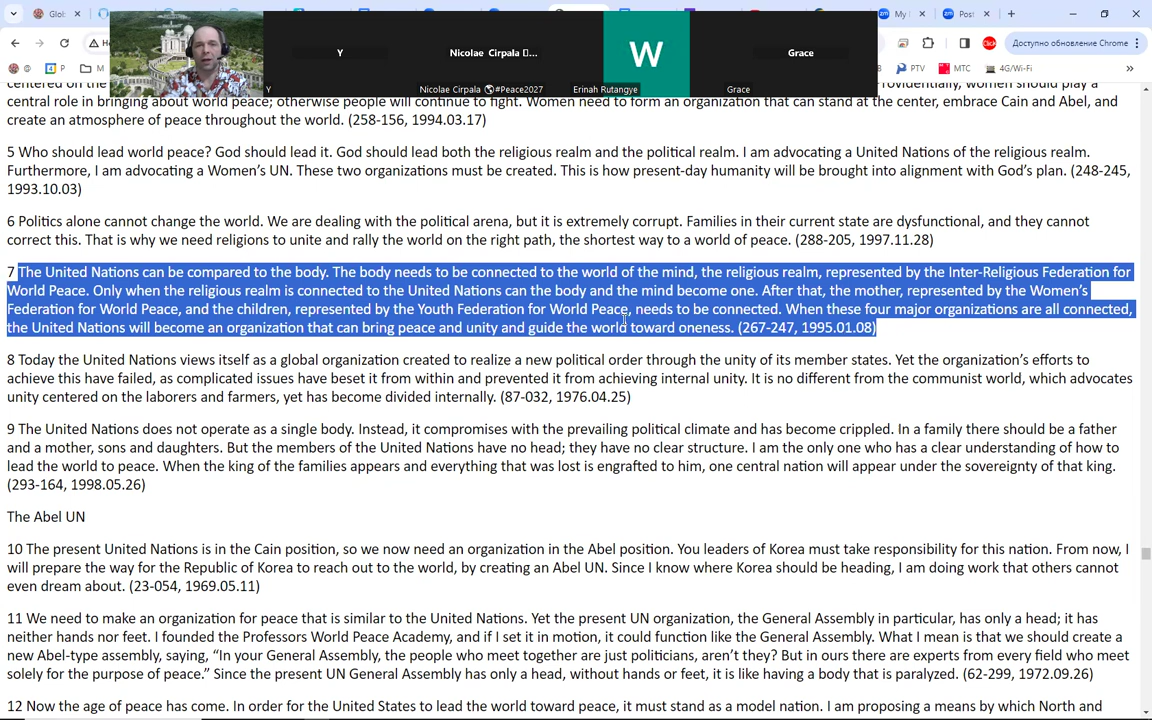 Glob
My
Post
H
Доступно обновление Chrome
@
P
M
PTV
МТС
4G/Wi-Fi
Y
Nicolae Cirpala
Grace
W
Y
Nicolae Cirpala #Peace2027
Erinah Rutangye
Grace
centered on the
providentially, women should play a
central role in bringing about world peace; otherwise people will continue to fight. Women need to form an organization that can stand at the center, embrace Cain and Abel, and
create an atmosphere of peace throughout the world. (258-156, 1994.03.17)
5 Who should lead world peace? God should lead it. God should lead both the religious realm and the political realm. I am advocating a United Nations of the religious realm.
Furthermore, I am advocating a Women's UN. These two organizations must be created. This is how present-day humanity will be brought into alignment with God's plan. (248-245,
1993.10.03)
6 Politics alone cannot change the world. We are dealing with the political arena, but it is extremely corrupt. Families in their current state are dysfunctional, and they cannot
correct this. That is why we need religions to unite and rally the world on the right path, the shortest way to a world of peace. (288-205, 1997.11.28)
7 The United Nations can be compared to the body. The body needs to be connected to the world of the mind, the religious realm, represented by the Inter-Religious Federation for
World Peace. Only when the religious realm is connected to the United Nations can the body and the mind become one. After that, the mother, represented by the Women's
Federation for World Peace, and the children, represented by the Youth Federation for World Peace, needs to be connected. When these four major organizations are all connected,
the United Nations will become an organization that can bring peace and unity and guide the world toward oneness. (267-247, 1995.01.08)
8 Today the United Nations views itself as a global organization created to realize a new political order through the unity of its member states. Yet the organization's efforts to
achieve this have failed, as complicated issues have beset it from within and prevented it from achieving internal unity. It is no different from the communist world, which advocates
unity centered on the laborers and farmers, yet has become divided internally. (87-032, 1976.04.25)
9 The United Nations does not operate as a single body. Instead, it compromises with the prevailing political climate and has become crippled. In a family there should be a father
and a mother, sons and daughters. But the members of the United Nations have no head; they have no clear structure. I am the only one who has a clear understanding of how to
lead the world to peace. When the king of the families appears and everything that was lost is engrafted to him, one central nation will appear under the sovereignty of that king.
(293-164, 1998.05.26)
The Abel UN
10 The present United Nations is in the Cain position, so we now need an organization in the Abel position. You leaders of Korea must take responsibility for this nation. From now, I
will prepare the way for the Republic of Korea to reach out to the world, by creating an Abel UN. Since I know where Korea should be heading, I am doing work that others cannot
even dream about. (23-054, 1969.05.11)
11 We need to make an organization for peace that is similar to the United Nations. Yet the present UN organization, the General Assembly in particular, has only a head; it has
neither hands nor feet. I founded the Professors World Peace Academy, and if I set it in motion, it could function like the General Assembly. What I mean is that we should create a
new Abel-type assembly, saying, "In your General Assembly, the people who meet together are just politicians, aren't they? But in ours there are experts from every field who meet
solely for the purpose of peace." Since the present UN General Assembly has only a head, without hands or feet, it is like having a body that is paralyzed. (62-299, 1972.09.26)
12 Now the age of peace has come. In order for the United States to lead the world toward peace, it must stand as a model nation. I am proposing a means by which North and